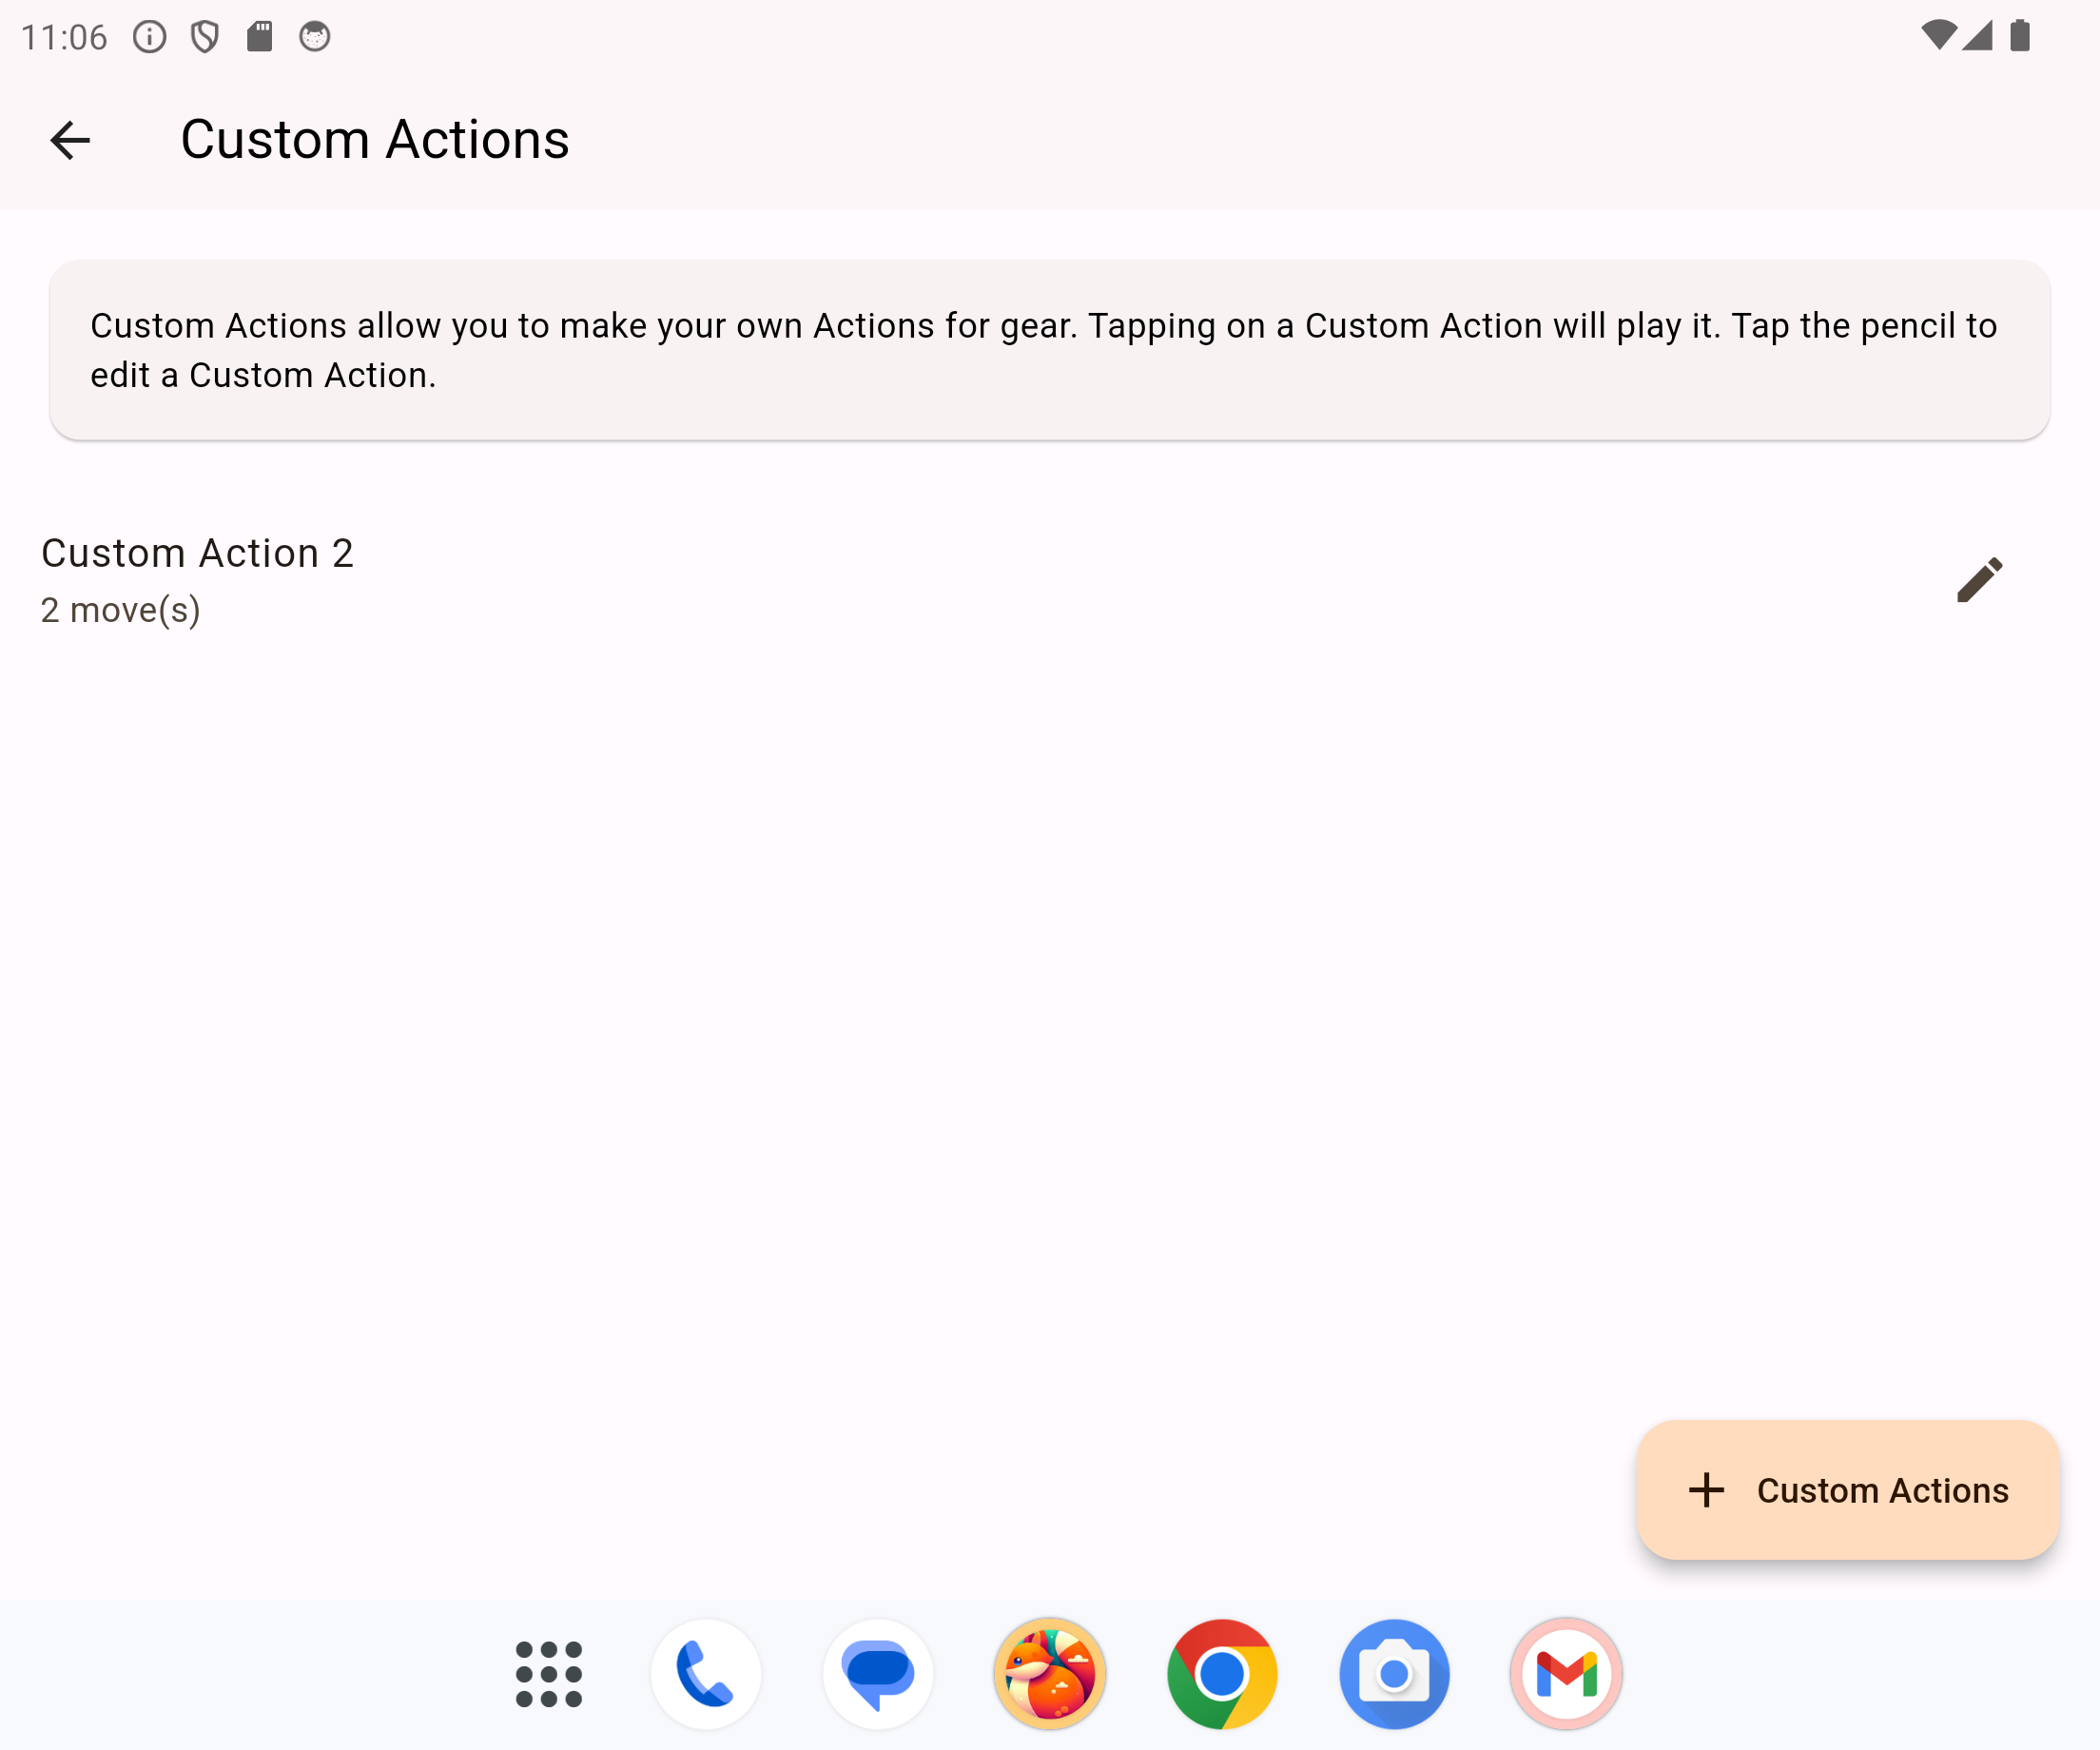 11:06
Custom Actions
Custom Actions allow you to make your own Actions for gear. Tapping on a Custom Action will play it. Tap the pencil to
edit a Custom Action.
Custom Action 2
2 move(s)
Custom Actions